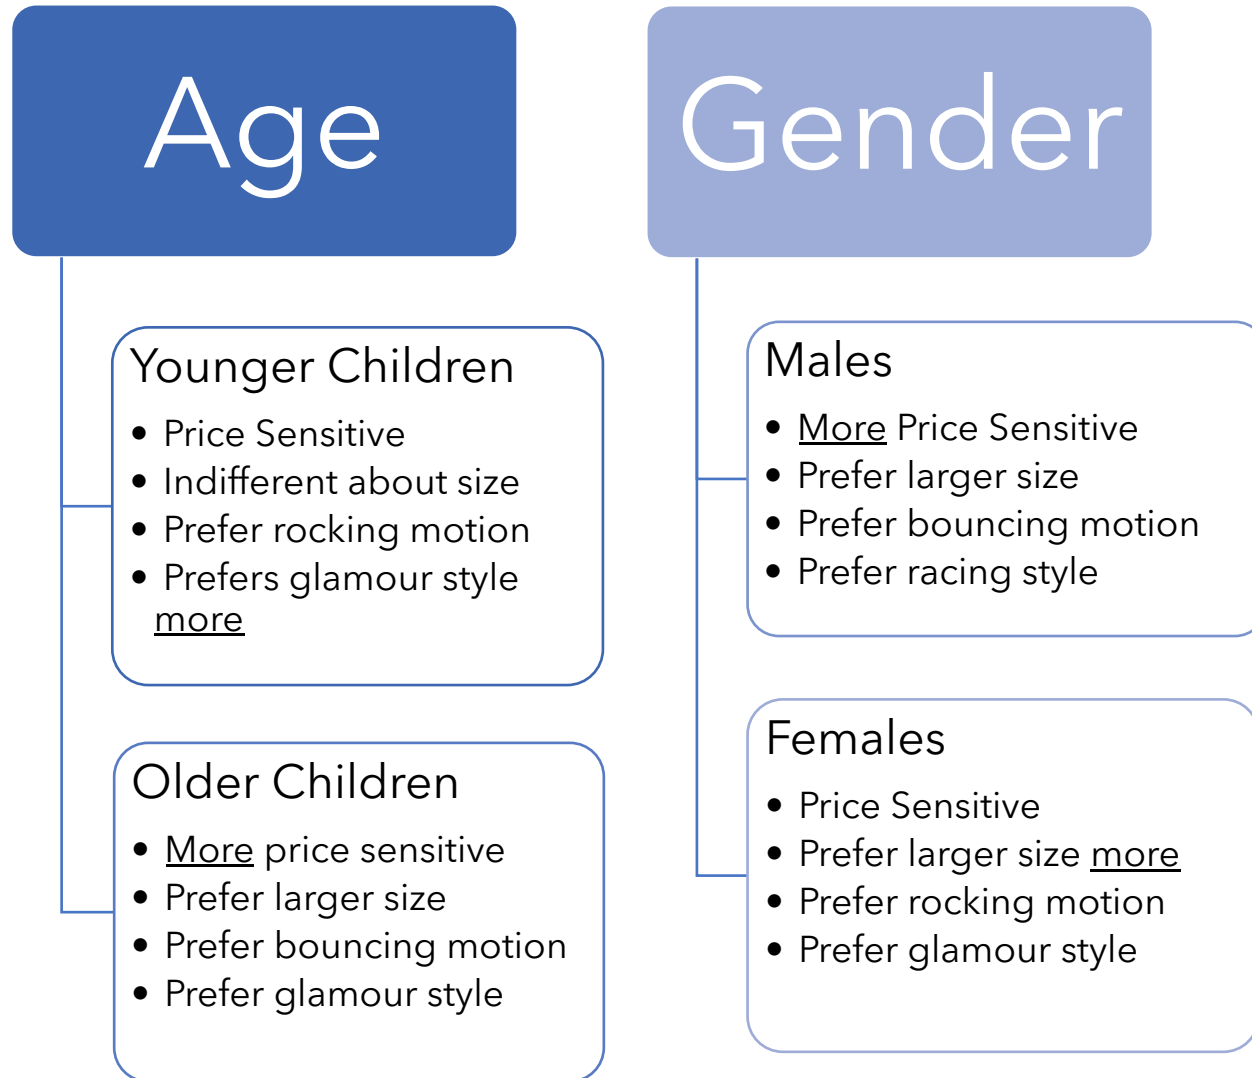 Age
Younger Children
• Price Sensitive
• Indifferent about size
• Prefer rocking motion
• Prefers glamour style
more
Older Children
• More price sensitive
• Prefer larger size
• Prefer bouncing motion
• Prefer glamour style
Gender
Males
• More Price Sensitive
• Prefer larger size
• Prefer bouncing motion
• Prefer racing style
Females
• Price Sensitive
• Prefer larger size more
• Prefer rocking motion
• Prefer glamour style